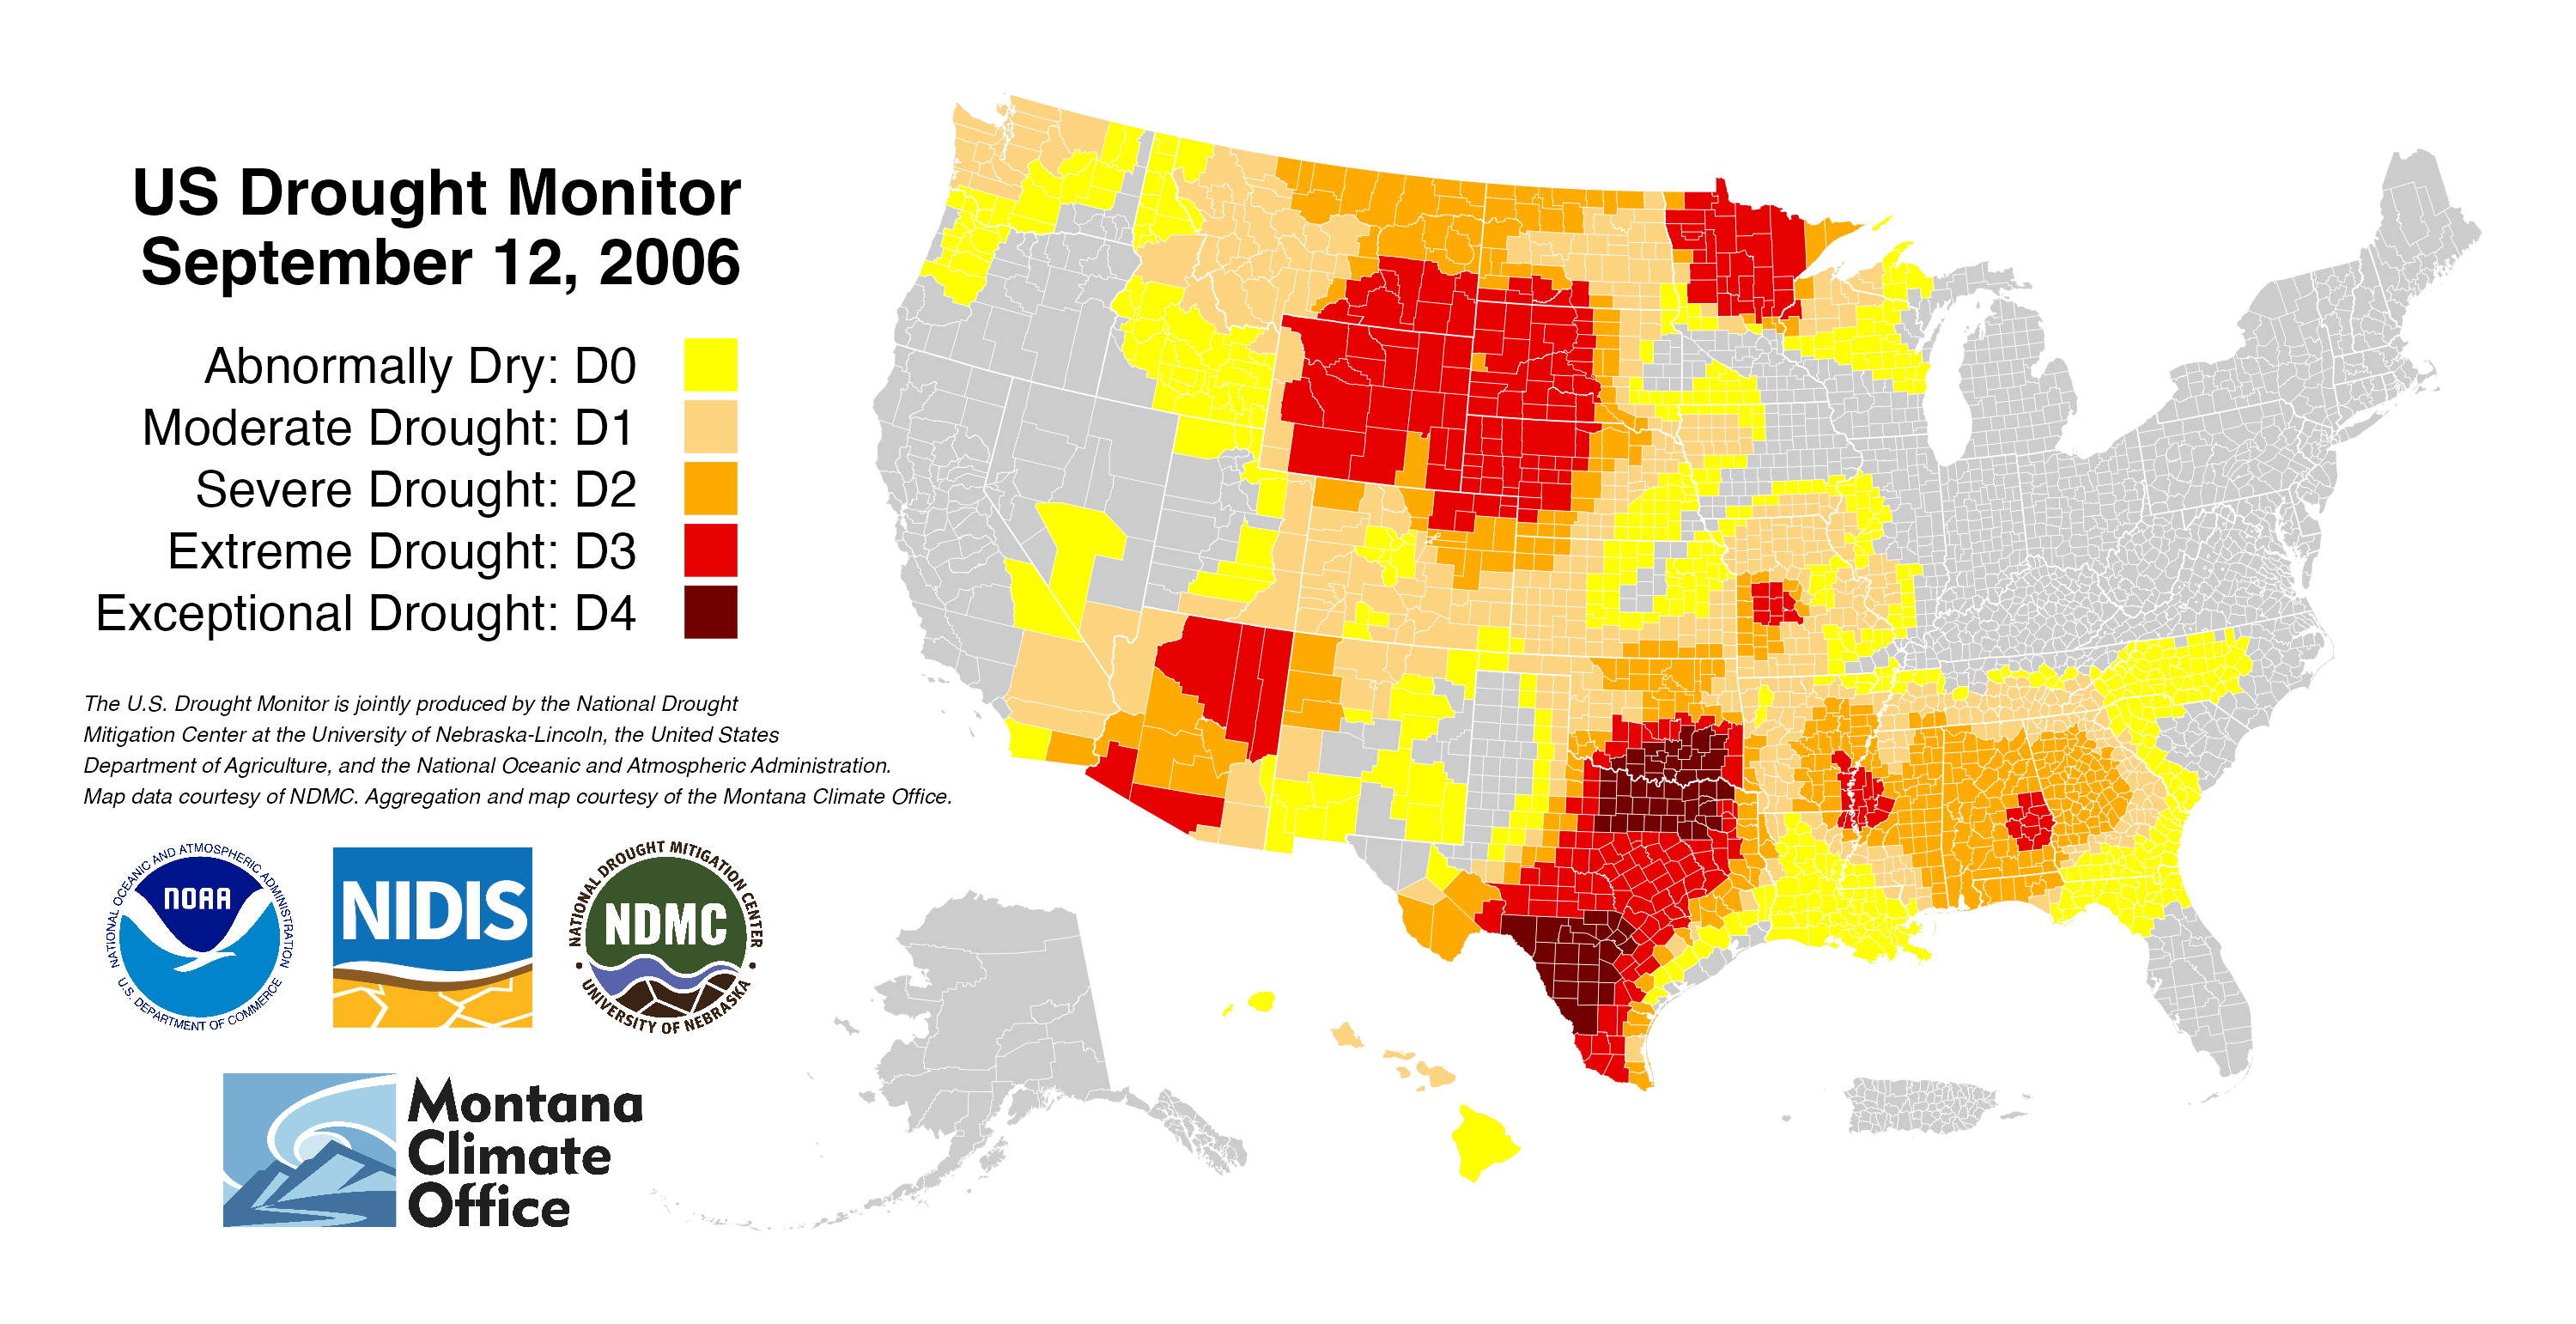 US Drought Monitor
September 12, 2006
Abnormally Dry: D0
Moderate Drought: D1
Severe Drought: D2
Extreme Drought: D3
Exceptional Drought: D4
The U.S. Drought Monitor is jointly produced by the National Drought
Mitigation Center at the University of Nebraska-Lincoln, the United States
Department of Agriculture, and the National Oceanic and Atmospheric Administration.
Map data courtesy of NDMC. Aggregation and map courtesy of the Montana Climate Office.
NATIONAL OCEANIC AND ATMOSPHERIC ADMINISTRATION
NOAA
U.S. DEPARTMENT OF COMMERCE
NIDIS
NATIONAL DROUGHT MITIGATION CENTER
NDMC
UNIVERSITY OF NEBRASKA
Montana
Climate
Office